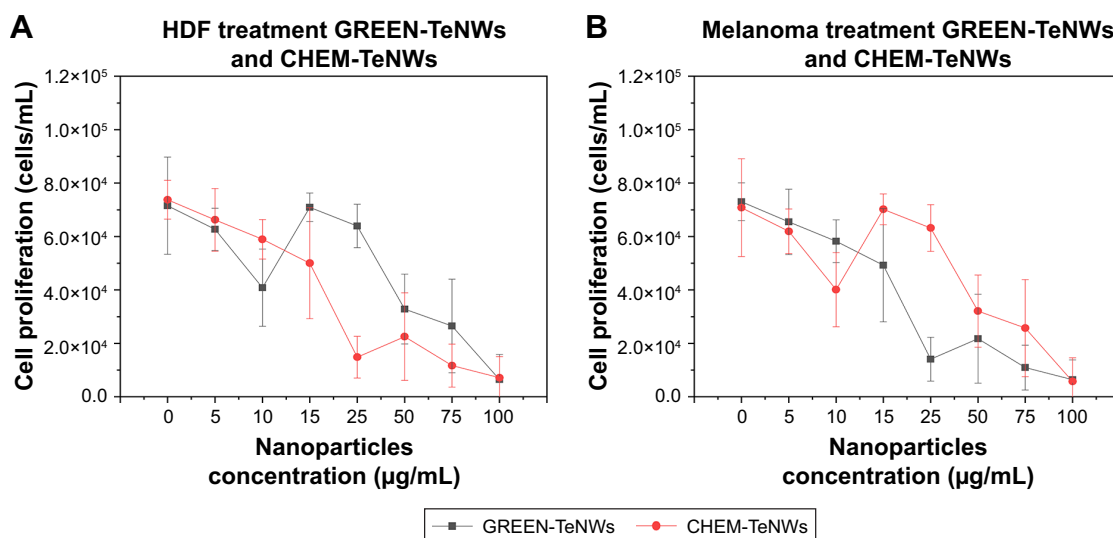 A
HDF treatment GREEN-TeNWs
and CHEM-TeNWs
Cell proliferation (cells/mL)
1.2×10⁵
1.0×10⁵
8.0×10⁴
6.0×10⁴
4.0×10⁴
2.0×10⁴
0.0
0 5 10 15 25 50 75 100
Nanoparticles
concentration (µg/mL)
B
Melanoma treatment GREEN-TeNWs
and CHEM-TeNWs
Cell proliferation (cells/mL)
1.2×10⁵
1.0×10⁵
8.0×10⁴
6.0×10⁴
4.0×10⁴
2.0×10⁴
0.0
0 5 10 15 25 50 75 100
Nanoparticles
concentration (µg/mL)
GREEN-TeNWs CHEM-TeNWs